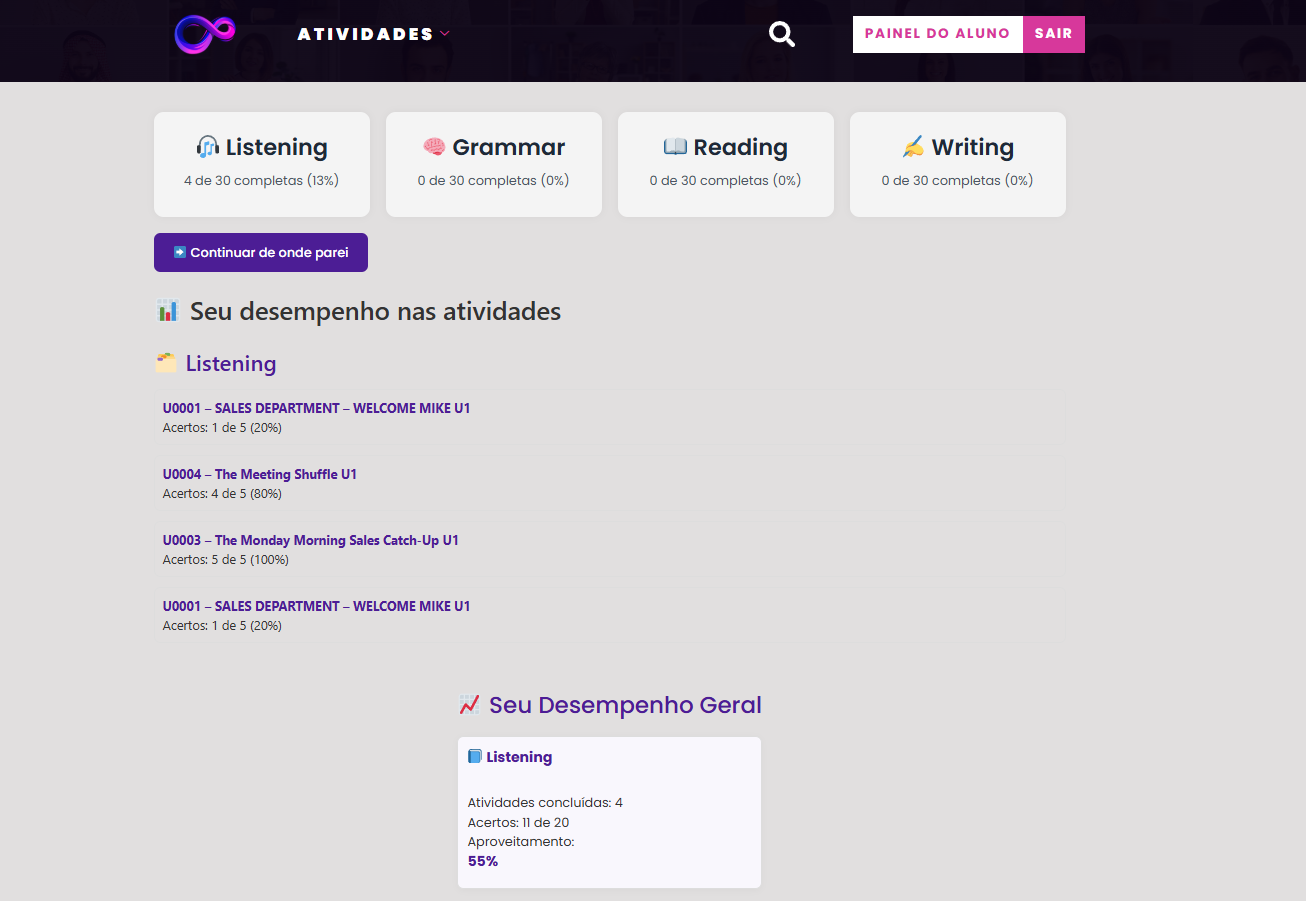 ATIVIDADES
PAINEL DO ALUNO
SAIR
Listening
4 de 30 completas (13%)
Grammar
0 de 30 completas (0%)
Reading
0 de 30 completas (0%)
Writing
0 de 30 completas (0%)
Continuar de onde parei
Seu desempenho nas atividades
Listening
U0001 – SALES DEPARTMENT – WELCOME MIKE U1
Acertos: 1 de 5 (20%)
U0004 – The Meeting Shuffle U1
Acertos: 4 de 5 (80%)
U0003 – The Monday Morning Sales Catch-Up U1
Acertos: 5 de 5 (100%)
U0001 – SALES DEPARTMENT – WELCOME MIKE U1
Acertos: 1 de 5 (20%)
Seu Desempenho Geral
Listening
Atividades concluídas: 4
Acertos: 11 de 20
Aproveitamento:
55%